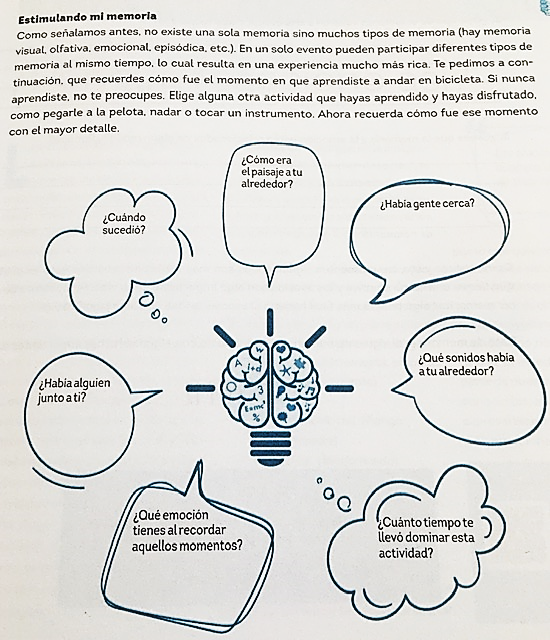 Estimulando mi memoria
Como señalamos antes, no existe una sola memoria sino muchos tipos de memoria (hay memoria
visual, olfativa, emocional, episódica, etc.). En un solo evento pueden participar diferentes tipos de
memoria al mismo tiempo, lo cual resulta en una experiencia mucho más rica. Te pedimos a con-
tinuación, que recuerdes cómo fue el momento en que aprendiste a andar en bicicleta. Si nunca
aprendiste, no te preocupes. Elige alguna otra actividad que hayas aprendido y hayas disfrutado,
como pegarle a la pelota, nadar o tocar un instrumento. Ahora recuerda cómo fue ese momento
con el mayor detalle.
¿Cómo era
el paisaje a tu
alrededor?
¿Cuándo
sucedió?
¿Había gente cerca?
¿Había alguien
junto a ti?
¿Qué sonidos había
a tu alrededor?
¿Qué emoción
tienes al recordar
aquellos momentos?
¿Cuánto tiempo te
llevó dominar esta
actividad?